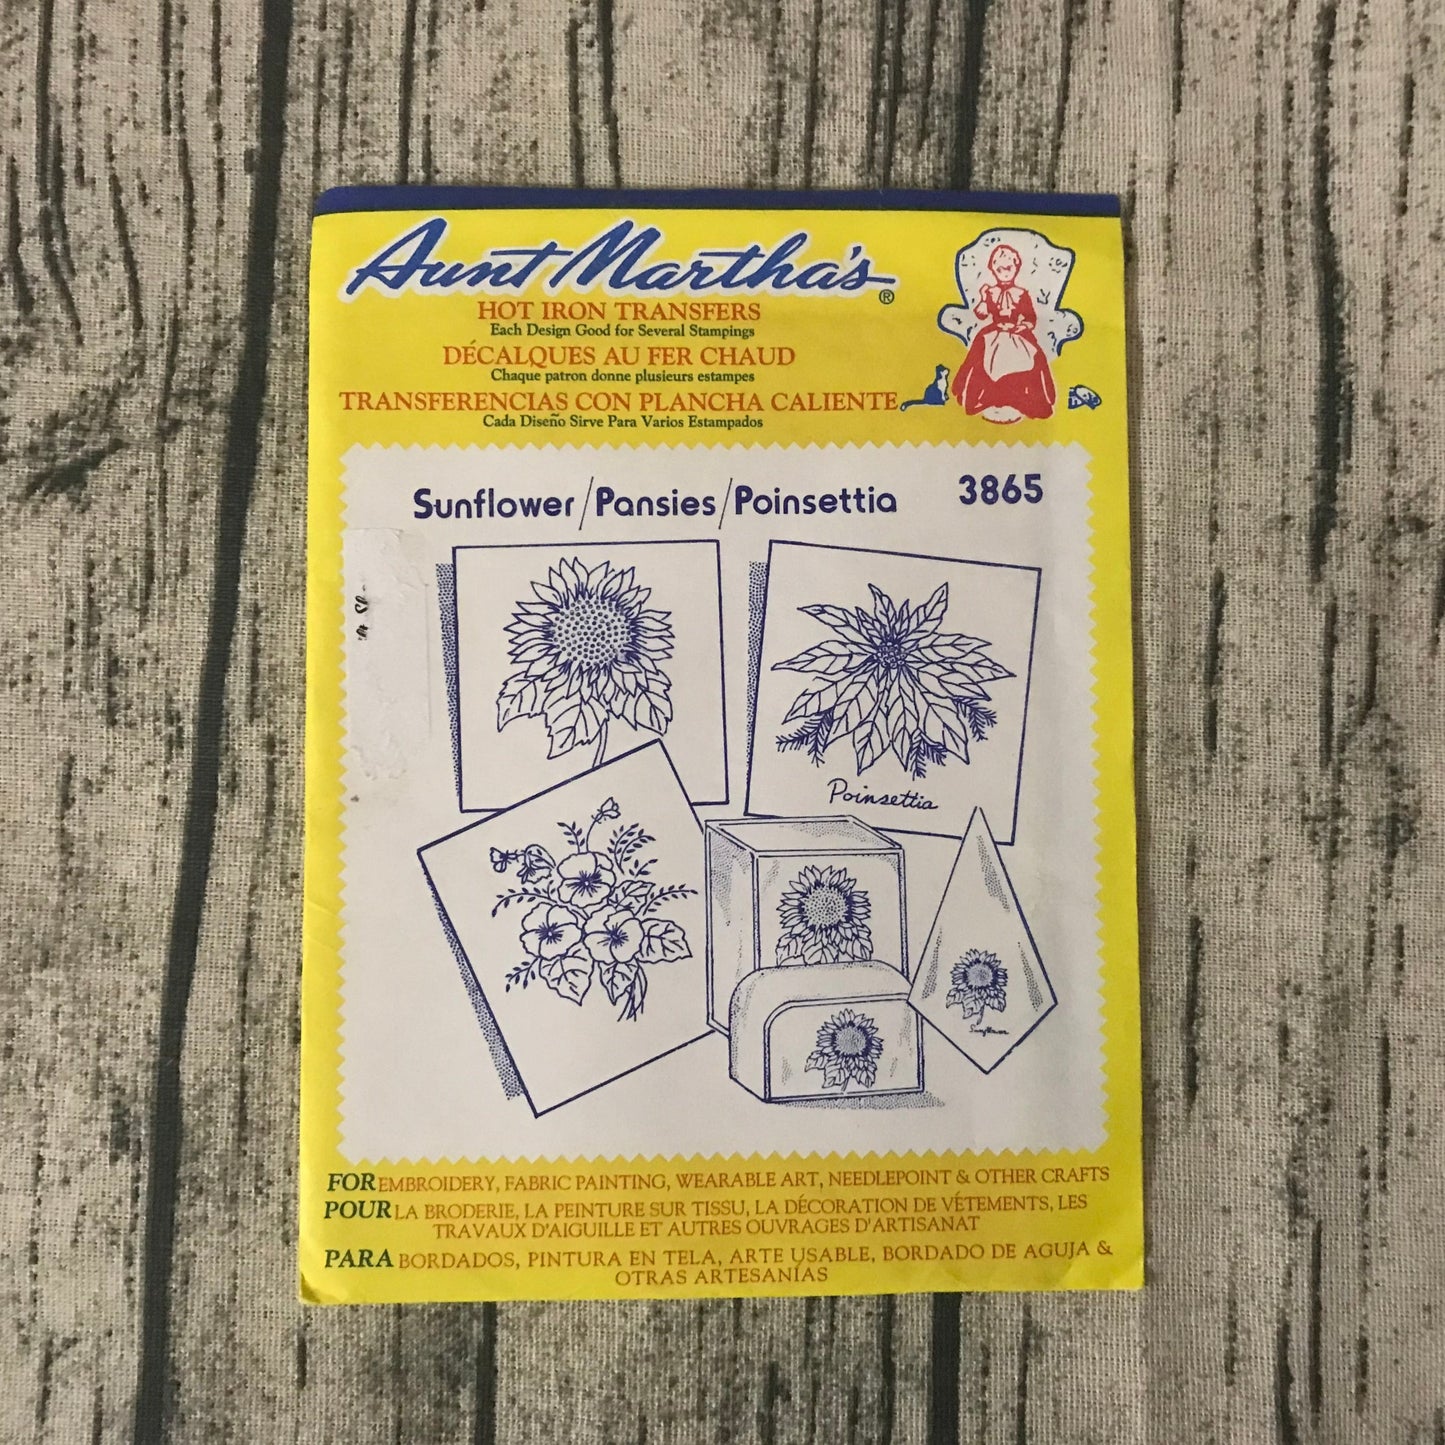 Aunt Martha's®
HOT IRON TRANSFERS
Each Design Good for Several Stampings
DÉCALQUES AU FER CHAUD
Chaque patron donne plusieurs estampes
TRANSFERENCIAS CON PLANCHA CALIENTE
Cada Diseño Sirve Para Varios Estampados
Sunflower/Pansies/Poinsettia 3865
Poinsettia
Sunflower
FOR EMBROIDERY, FABRIC PAINTING, WEARABLE ART, NEEDLEPOINT & OTHER CRAFTS
POUR LA BRODERIE, LA PEINTURE SUR TISSU, LA DÉCORATION DE VÉTEMENTS, LES
TRAVAUX D'AIGUILLE ET AUTRES OUVRAGES D'ARTISANAT
PARA BORDADOS, PINTURA EN TELA, ARTE USABLE, BORDADO DE AGUJA &
OTRAS ARTESANÍAS